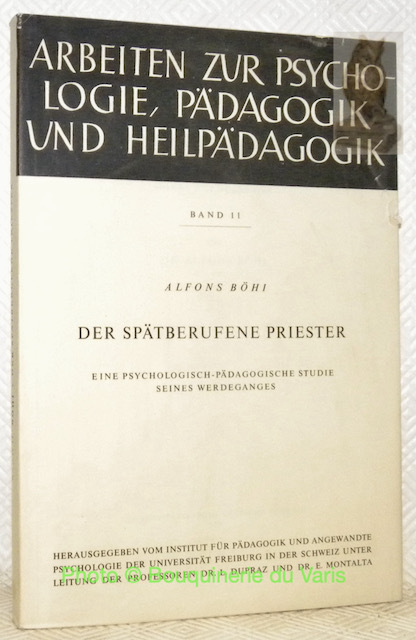 ARBEITEN ZUR PSYCHO-
LOGIE, PÄDAGOGIK
UND HEILPÄDAGOGIK
BAND 11
ALFONS BÖHI
DER SPÄTBERUFENE PRIESTER
EINE PSYCHOLOGISCH-PÄDAGOGISCHE STUDIE
SEINES WERDEGANGES
HERAUSGEGEBEN VOM INSTITUT FÜR PÄDAGOGIK UND ANGEWANDTE
PSYCHOLOGIE DER UNIVERSITÄT FREIBURG IN DER SCHWEIZ UNTER
LEITUNG DER PROFESSOREN DR. L. DUPRAZ UND DR. E. MONTALTA
Photo © Bouquinerie du Varis